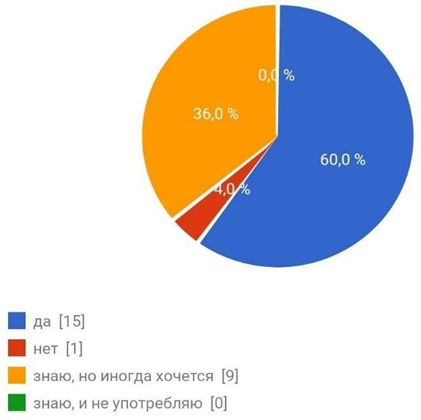 0,0 %
36,0 %
60,0 %
4,0 %
да [15]
нет [1]
знаю, но иногда хочется [9]
знаю, и не употребляю [0]